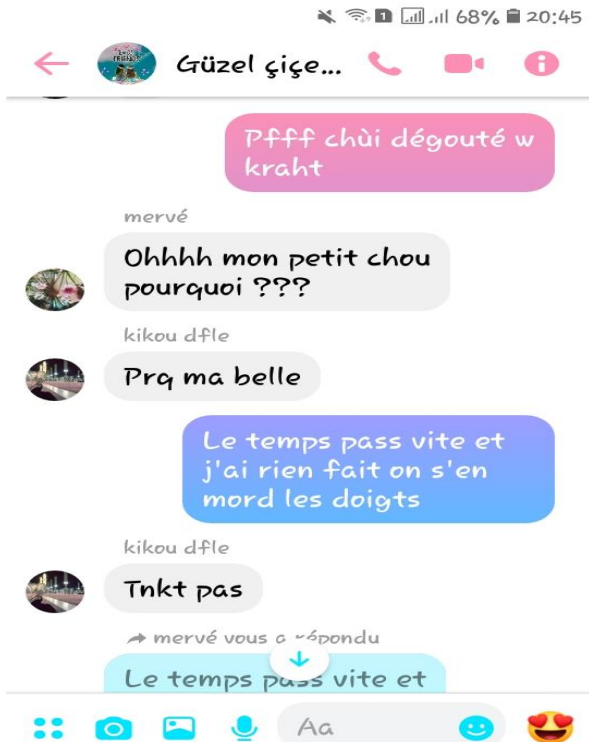 68% 20:45
Güzel çiçe...
Pfff chùi dégouté w
kraht
mervé
Ohhhh mon petit chou
pourquoi ???
kikou dfle
Prq ma belle
Le temps pass vite et
j'ai rien fait on s'en
mord les doigts
kikou dfle
Tnkt pas
mervé vous a répondu
Le temps pass vite et
Aa